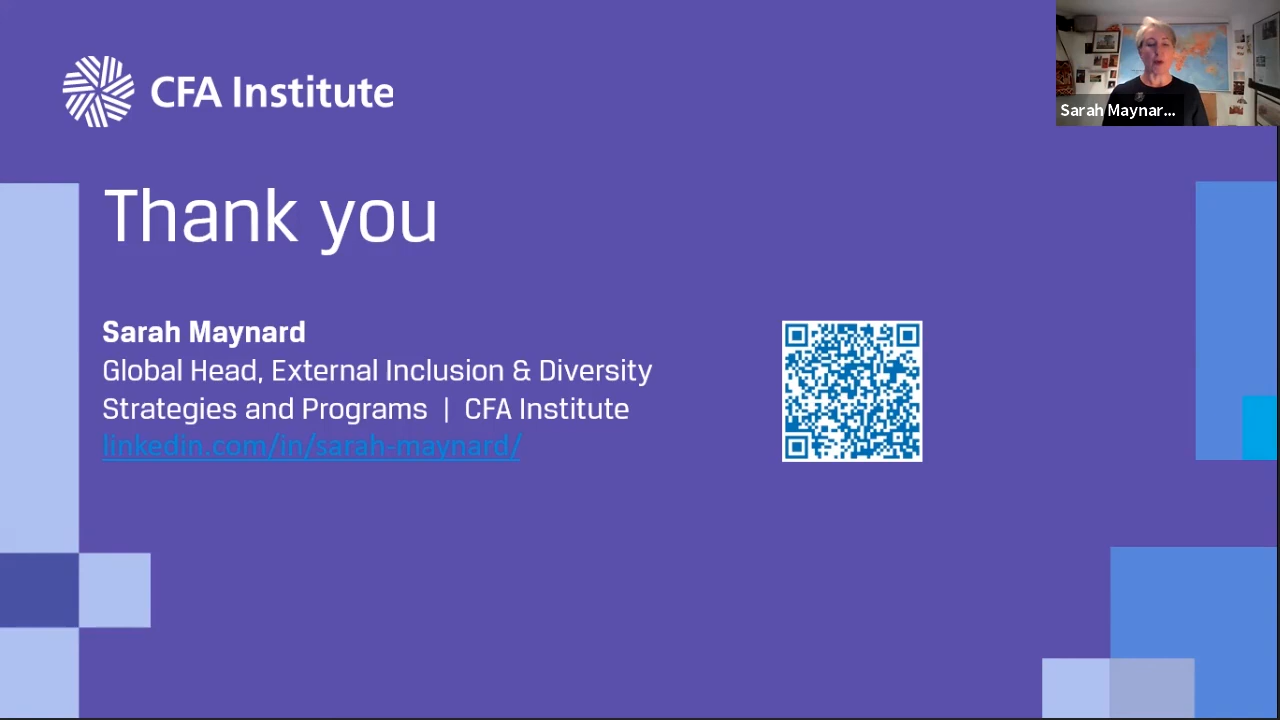 CFA Institute
Sarah Maynar...
Thank you
Sarah Maynard
Global Head, External Inclusion & Diversity
Strategies and Programs | CFA Institute
linkedin.com/in/sarah-maynard/